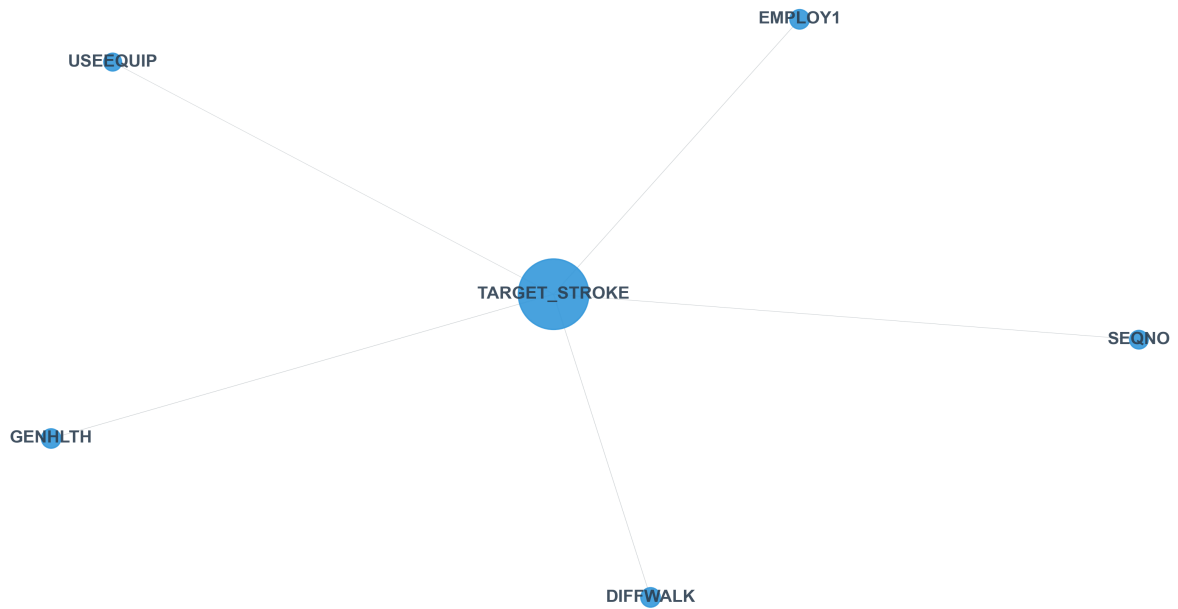 EMPLOY1
USEEQUIP
TARGET_STROKE
SEQNO
GENHLTH
DIFFWALK